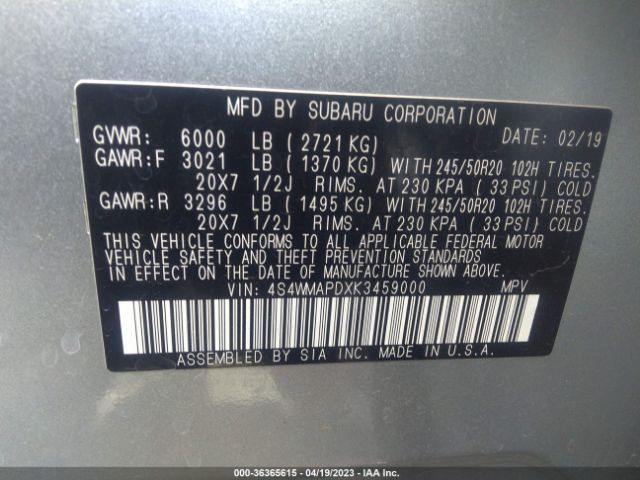 MFD BY SUBARU CORPORATION
GVWR: 6000 LB ( 2721 KG) DATE: 02/19
GAWR:F 3021 LB ( 1370 KG) WITH 245/50R20 102H TIRES.
20X7 1/2J RIMS. AT 230 KPA ( 33 PSI) COLD
GAWR:R 3296 LB ( 1495 KG) WITH 245/50R20 102H TIRES.
20X7 1/2J RIMS. AT 230 KPA ( 33 PSI) COLD
THIS VEHICLE CONFORMS TO ALL APPLICABLE FEDERAL MOTOR
VEHICLE SAFETY AND THEFT PREVENTION STANDARDS
IN EFFECT ON THE DATE OF MANUFACTURE SHOWN ABOVE.
VIN: 4S4WMAPDXK3459000 MPV
ASSEMBLED BY SIA INC. MADE IN U.S.A.
000-36365615 - 04/19/2023 - IAA Inc.